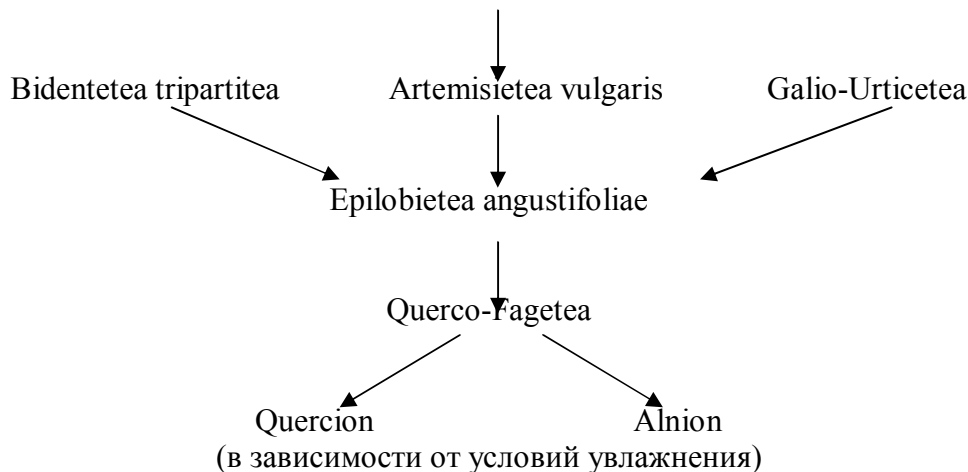 Bidentetea tripartitea Artemisietea vulgaris Galio-Urticetea
Epilobietea angustifoliae
Querco-Fagetea
Quercion Alnion
(в зависимости от условий увлажнения)